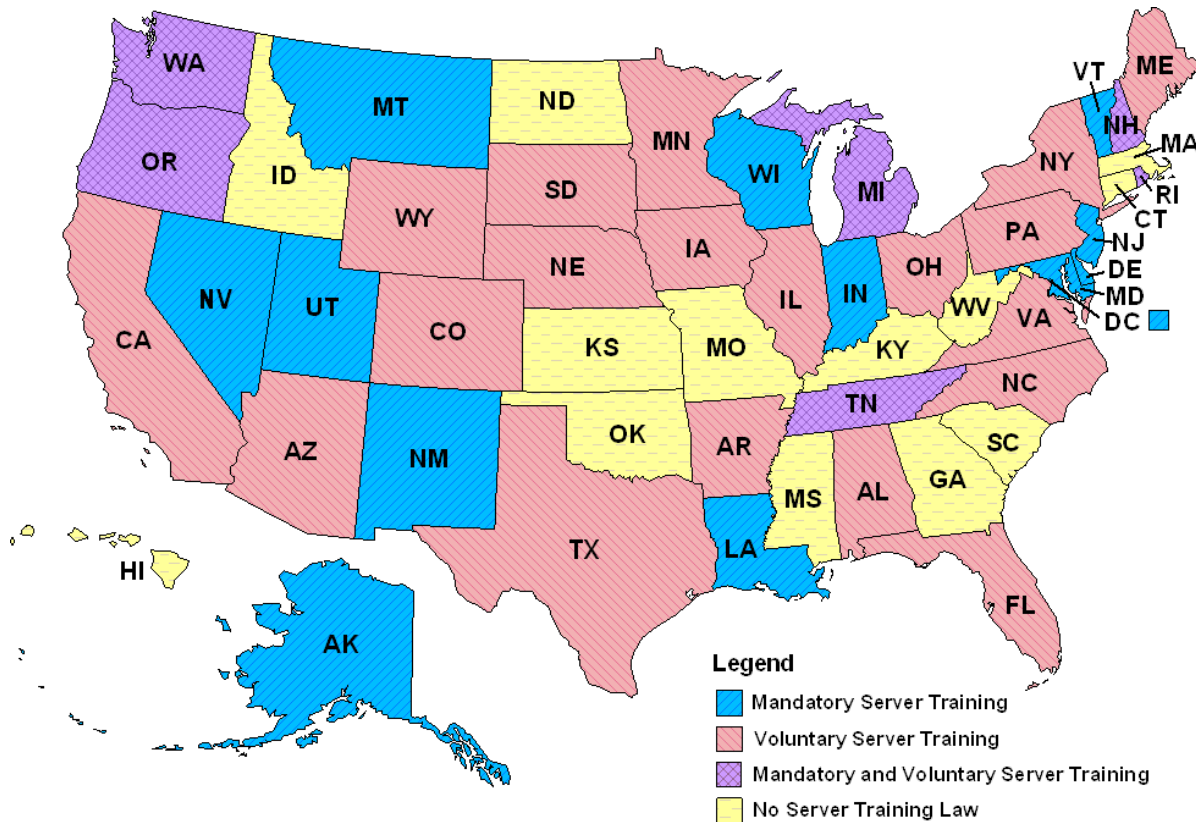 WA
MT
ND
MN
VT
ME
NH
MA
OR
ID
WI
NY
SD
MI
RI
WY
CT
PA
IA
NJ
NE
OH
DE
NV
IL
IN
MD
UT
WV
DC
CA
CO
VA
KS
MO
KY
NC
TN
OK
SC
AZ
NM
AR
GA
MS
AL
TX
LA
HI
FL
AK
Legend
Mandatory Server Training
Voluntary Server Training
Mandatory and Voluntary Server Training
No Server Training Law